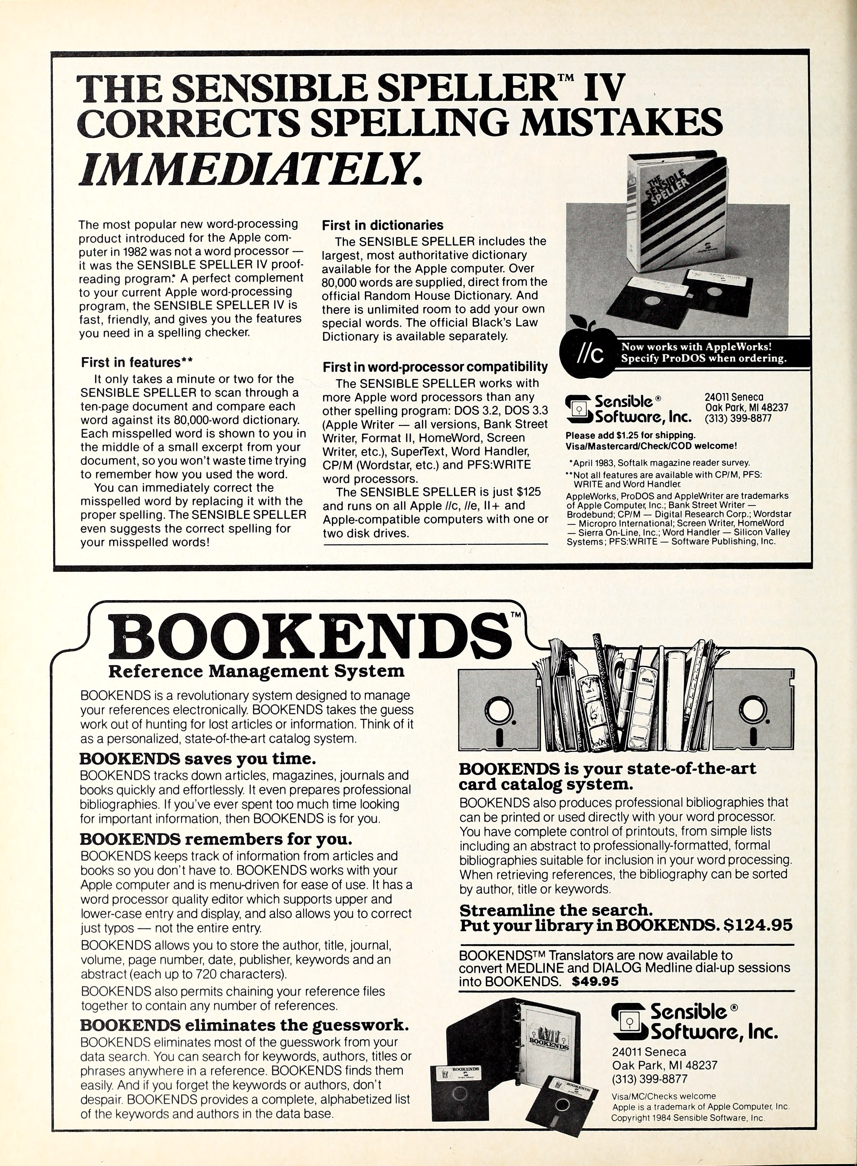 THE SENSIBLE SPELLER™ IV
CORRECTS SPELLING MISTAKES
IMMEDIATELY.
The most popular new word-processing
product introduced for the Apple com-
puter in 1982 was not a word processor —
it was the SENSIBLE SPELLER IV proof-
reading program.* A perfect complement
to your current Apple word-processing
program, the SENSIBLE SPELLER IV is
fast, friendly, and gives you the features
you need in a spelling checker.
First in features**
It only takes a minute or two for the
SENSIBLE SPELLER to scan through a
ten-page document and compare each
word against its 80,000-word dictionary.
Each misspelled word is shown to you in
the middle of a small excerpt from your
document, so you won't waste time trying
to remember how you used the word.
You can immediately correct the
misspelled word by replacing it with the
proper spelling. The SENSIBLE SPELLER
even suggests the correct spelling for
your misspelled words!
First in dictionaries
The SENSIBLE SPELLER includes the
largest, most authoritative dictionary
available for the Apple computer. Over
80,000 words are supplied, direct from the
official Random House Dictionary. And
there is unlimited room to add your own
special words. The official Black's Law
Dictionary is available separately.
First in word-processor compatibility
The SENSIBLE SPELLER works with
more Apple word processors than any
other spelling program: DOS 3.2, DOS 3.3
(Apple Writer — all versions, Bank Street
Writer, Format II, HomeWord, Screen
Writer, etc.), SuperText, Word Handler,
CP/M (Wordstar, etc.) and PFS:WRITE
word processors.
The SENSIBLE SPELLER is just $125
and runs on all Apple //c, //e, II+ and
Apple-compatible computers with one or
two disk drives.
THE
SENSIBLE
SPELLER
//c
Now works with AppleWorks!
Specify ProDOS when ordering.
Sensible®
Software, Inc.
24011 Seneca
Oak Park, MI 48237
(313) 399-8877
Please add $1.25 for shipping.
Visa/Mastercard/Check/COD welcome!
*April 1983, Softalk magazine reader survey.
**Not all features are available with CP/M, PFS:
WRITE and Word Handler.
AppleWorks, ProDOS and AppleWriter are trademarks
of Apple Computer, Inc.; Bank Street Writer —
Brodebund; CP/M — Digital Research Corp.; Wordstar
— Micropro International; Screen Writer, HomeWord
— Sierra On-Line, Inc.; Word Handler — Silicon Valley
Systems; PFS:WRITE — Software Publishing, Inc.
BOOKENDS™
Reference Management System
BOOKENDS is a revolutionary system designed to manage
your references electronically. BOOKENDS takes the guess
work out of hunting for lost articles or information. Think of it
as a personalized, state-of-the-art catalog system.
BOOKENDS saves you time.
BOOKENDS tracks down articles, magazines, journals and
books quickly and effortlessly. It even prepares professional
bibliographies. If you've ever spent too much time looking
for important information, then BOOKENDS is for you.
BOOKENDS remembers for you.
BOOKENDS keeps track of information from articles and
books so you don't have to. BOOKENDS works with your
Apple computer and is menu-driven for ease of use. It has a
word processor quality editor which supports upper and
lower-case entry and display, and also allows you to correct
just typos — not the entire entry.
BOOKENDS allows you to store the author, title, journal,
volume, page number, date, publisher, keywords and an
abstract (each up to 720 characters).
BOOKENDS also permits chaining your reference files
together to contain any number of references.
BOOKENDS eliminates the guesswork.
BOOKENDS eliminates most of the guesswork from your
data search. You can search for keywords, authors, titles or
phrases anywhere in a reference. BOOKENDS finds them
easily. And if you forget the keywords or authors, don't
despair. BOOKENDS provides a complete, alphabetized list
of the keywords and authors in the data base.
BOOKENDS is your state-of-the-art
card catalog system.
BOOKENDS also produces professional bibliographies that
can be printed or used directly with your word processor.
You have complete control of printouts, from simple lists
including an abstract to professionally-formatted, formal
bibliographies suitable for inclusion in your word processing.
When retrieving references, the bibliography can be sorted
by author, title or keywords.
Streamline the search.
Put your library in BOOKENDS. $124.95
BOOKENDS™ Translators are now available to
convert MEDLINE and DIALOG Medline dial-up sessions
into BOOKENDS. $49.95
BOOKENDS
BOOKENDS
BOOKENDS
Sensible®
Software, Inc.
24011 Seneca
Oak Park, MI 48237
(313) 399-8877
Visa/MC/Checks welcome
Apple is a trademark of Apple Computer, Inc.
Copyright 1984 Sensible Software, Inc.